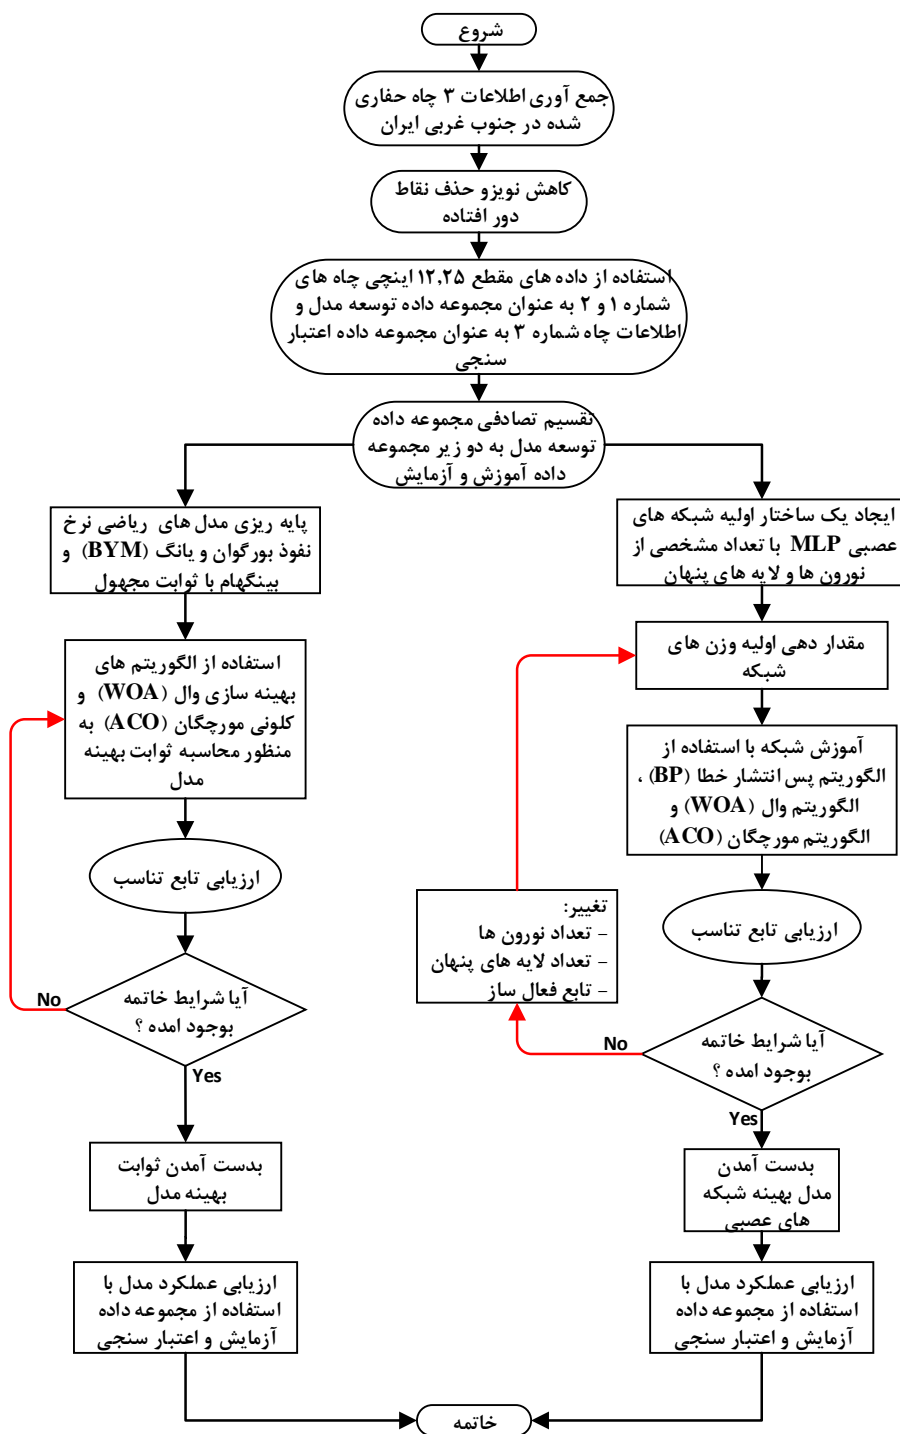 شروع
جمع آوری اطلاعات ۳ چاه حفاری
شده در جنوب غربی ایران
کاهش نویزو حذف نقاط
دور افتاده
استفاده از داده های مقطع ۱۲,۲۵ اینچی چاه های
شماره ۱ و ۲ به عنوان مجموعه داده توسعه مدل و
اطلاعات چاه شماره ۳ به عنوان مجموعه داده اعتبار
سنجی
تقسیم تصادفی مجموعه داده
توسعه مدل به دو زیر مجموعه
داده آموزش و آزمایش
ایجاد یک ساختار اولیه شبکه های
عصبی MLP با تعداد مشخصی از
نورون ها و لایه های پنهان
مقدار دهی اولیه وزن های
شبکه
آموزش شبکه با استفاده از
الگوریتم پس انتشار خطا (BP) ،
الگوریتم وال (WOA) و
الگوریتم مورچگان (ACO)
ارزیابی تابع تناسب
آیا شرایط خاتمه
بوجود امده ؟
No
تغییر:
- تعداد نورون ها
- تعداد لایه های پنهان
- تابع فعال ساز
Yes
بدست آمدن
مدل بهینه شبکه
های عصبی
ارزیابی عملکرد مدل با
استفاده از مجموعه داده
آزمایش و اعتبار سنجی
پایه ریزی مدل های ریاضی نرخ
نفوذ بورگوان و یانگ (BYM) و
بینگهام با ثوابت مجهول
استفاده از الگوریتم های
بهینه سازی وال (WOA) و
کلونی مورچگان (ACO) به
منظور محاسبه ثوابت بهینه
مدل
ارزیابی تابع تناسب
آیا شرایط خاتمه
بوجود امده ؟
No
Yes
بدست آمدن ثوابت
بهینه مدل
ارزیابی عملکرد مدل با
استفاده از مجموعه داده
آزمایش و اعتبار سنجی
خاتمه